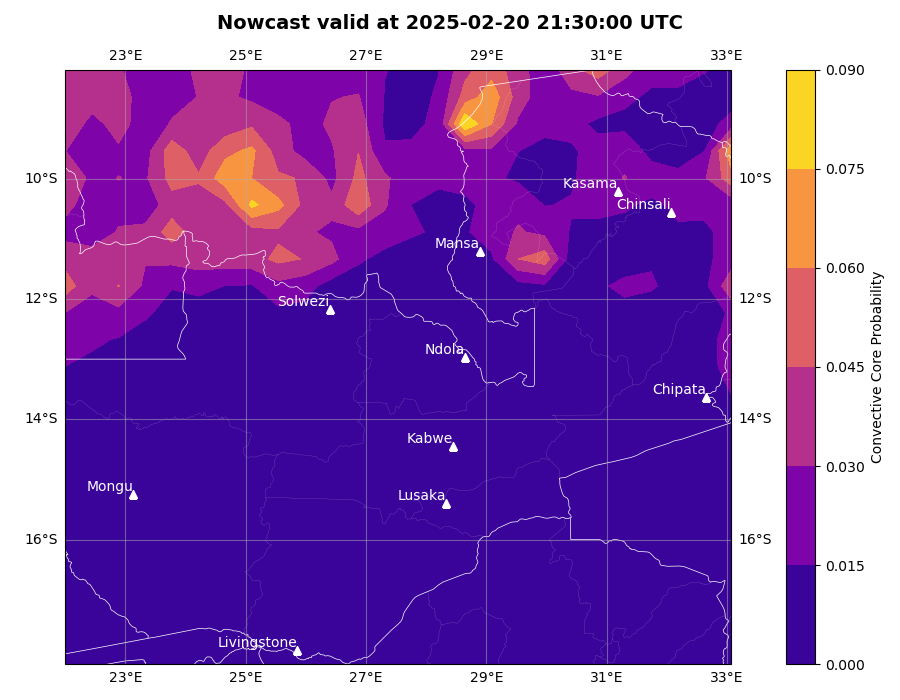 Nowcast valid at 2025-02-20 21:30:00 UTC
23°E 25°E 27°E 29°E 31°E 33°E
0.090
0.075
10°S Kasama 10°S
Chinsali
Mansa
0.060
12°S Solwezi 12°S
Ndola
0.045
Chipata
14°S 14°S
Kabwe
0.030
Mongu
Lusaka
16°S 16°S
0.015
Livingstone
0.000
23°E 25°E 27°E 29°E 31°E 33°E
Convective Core Probability